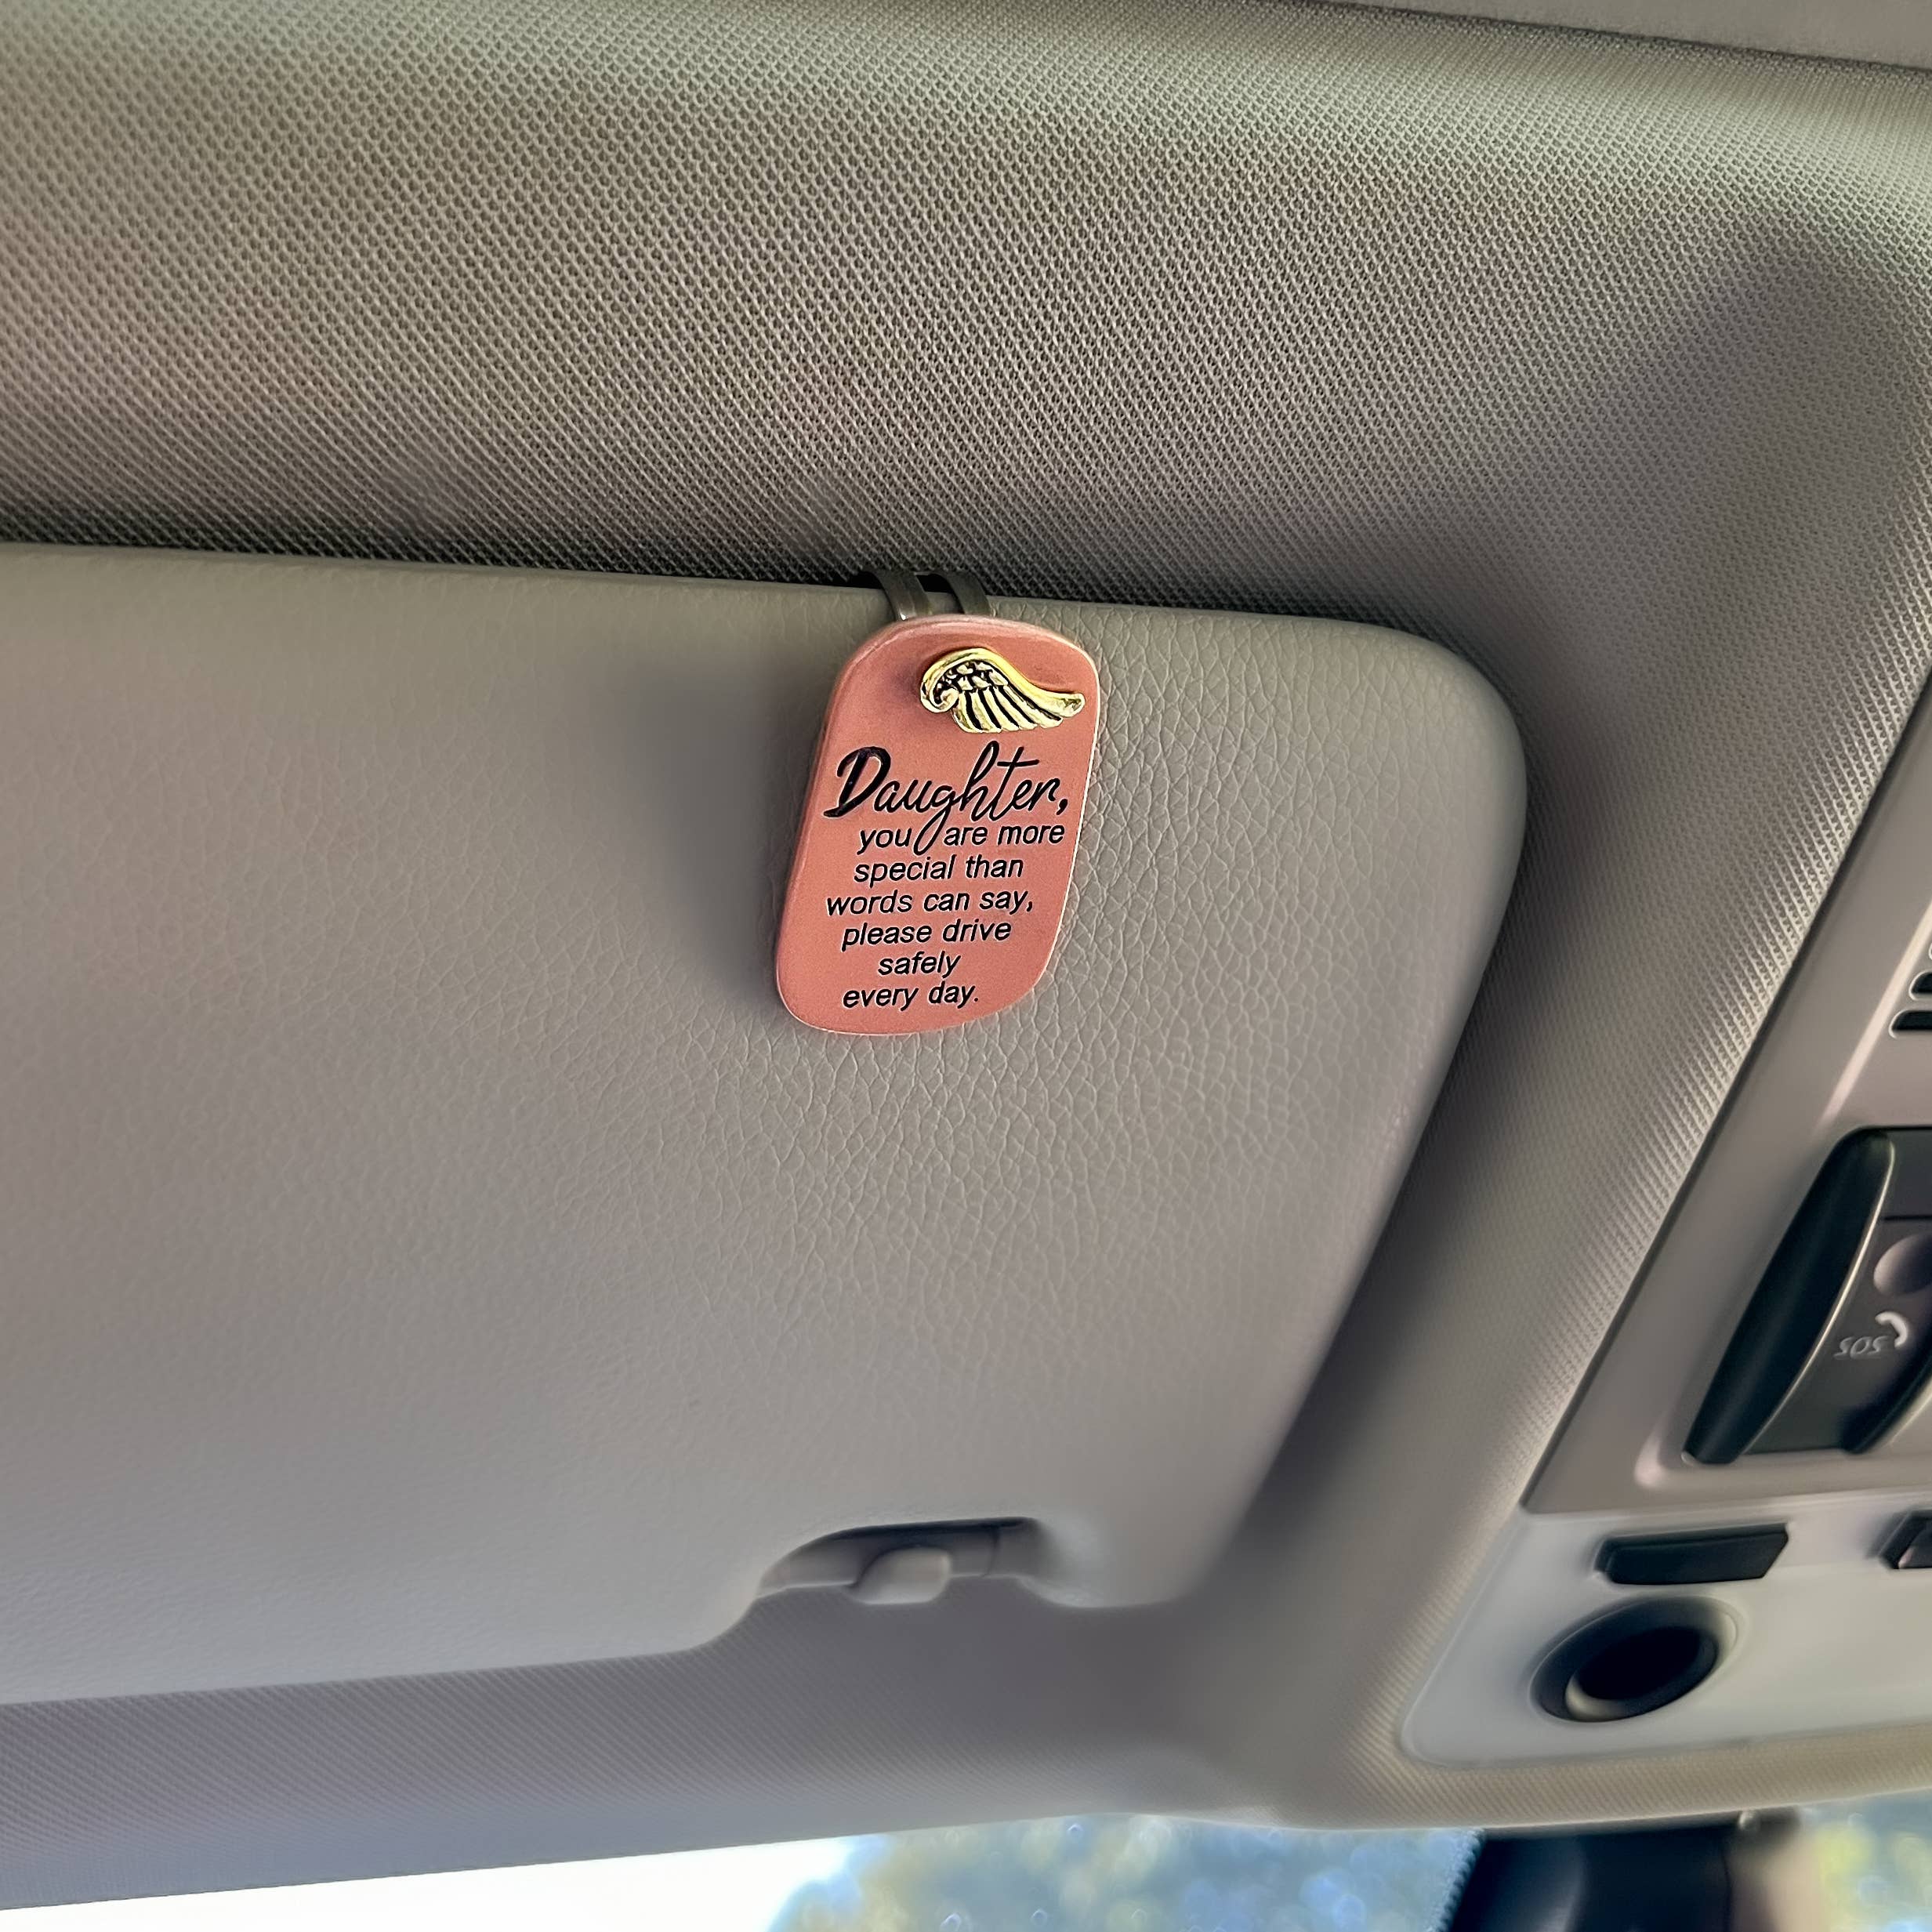 Daughter,
you are more
special than
words can say,
please drive
safely
every day.
SOS